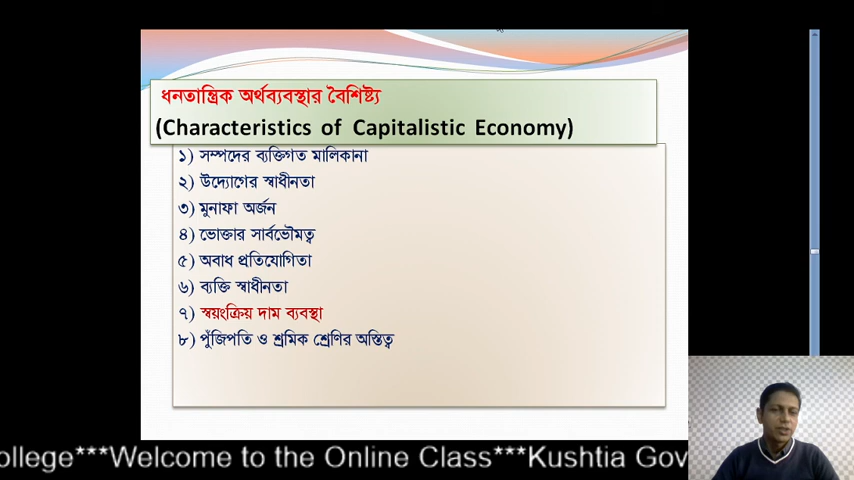 ধনতান্ত্রিক অর্থব্যবস্থার বৈশিষ্ট্য
(Characteristics of Capitalistic Economy)
১) সম্পদের ব্যক্তিগত মালিকানা
২) উদ্যোগের স্বাধীনতা
৩) মুনাফা অর্জন
৪) ভোক্তার সার্বভৌমত্ব
৫) অবাধ প্রতিযোগিতা
৬) ব্যক্তি স্বাধীনতা
৭) স্বয়ংক্রিয় দাম ব্যবস্থা
৮) পুঁজিপতি ও শ্রমিক শ্রেণির অস্তিত্ব
ollege***Welcome to the Online Class***Kushtia Gov